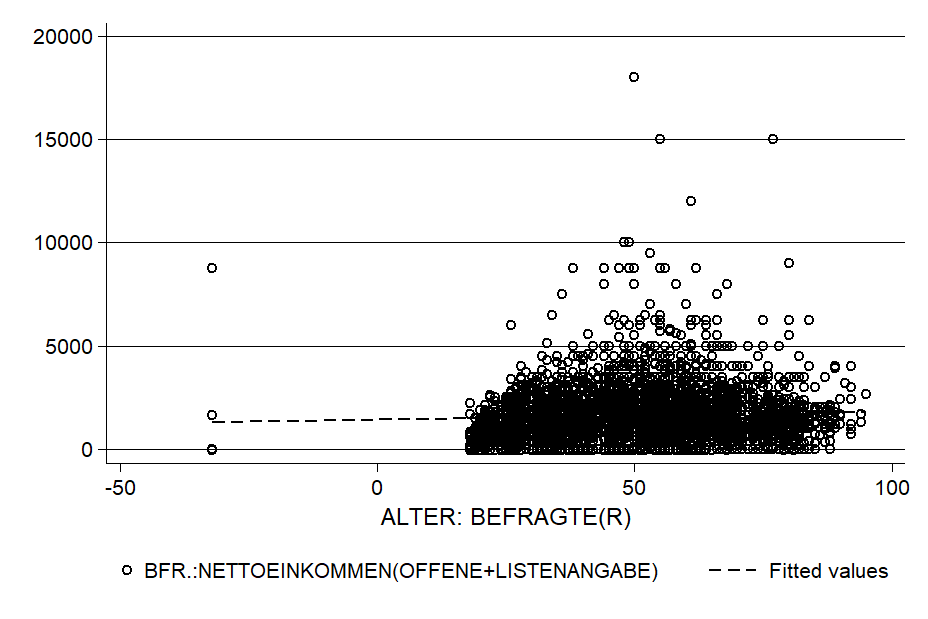 20000
15000
10000
5000
0
-50 0 50 100
ALTER: BEFRAGTE(R)
BFR.:NETTOEINKOMMEN(OFFENE+LISTENANGABE) Fitted values